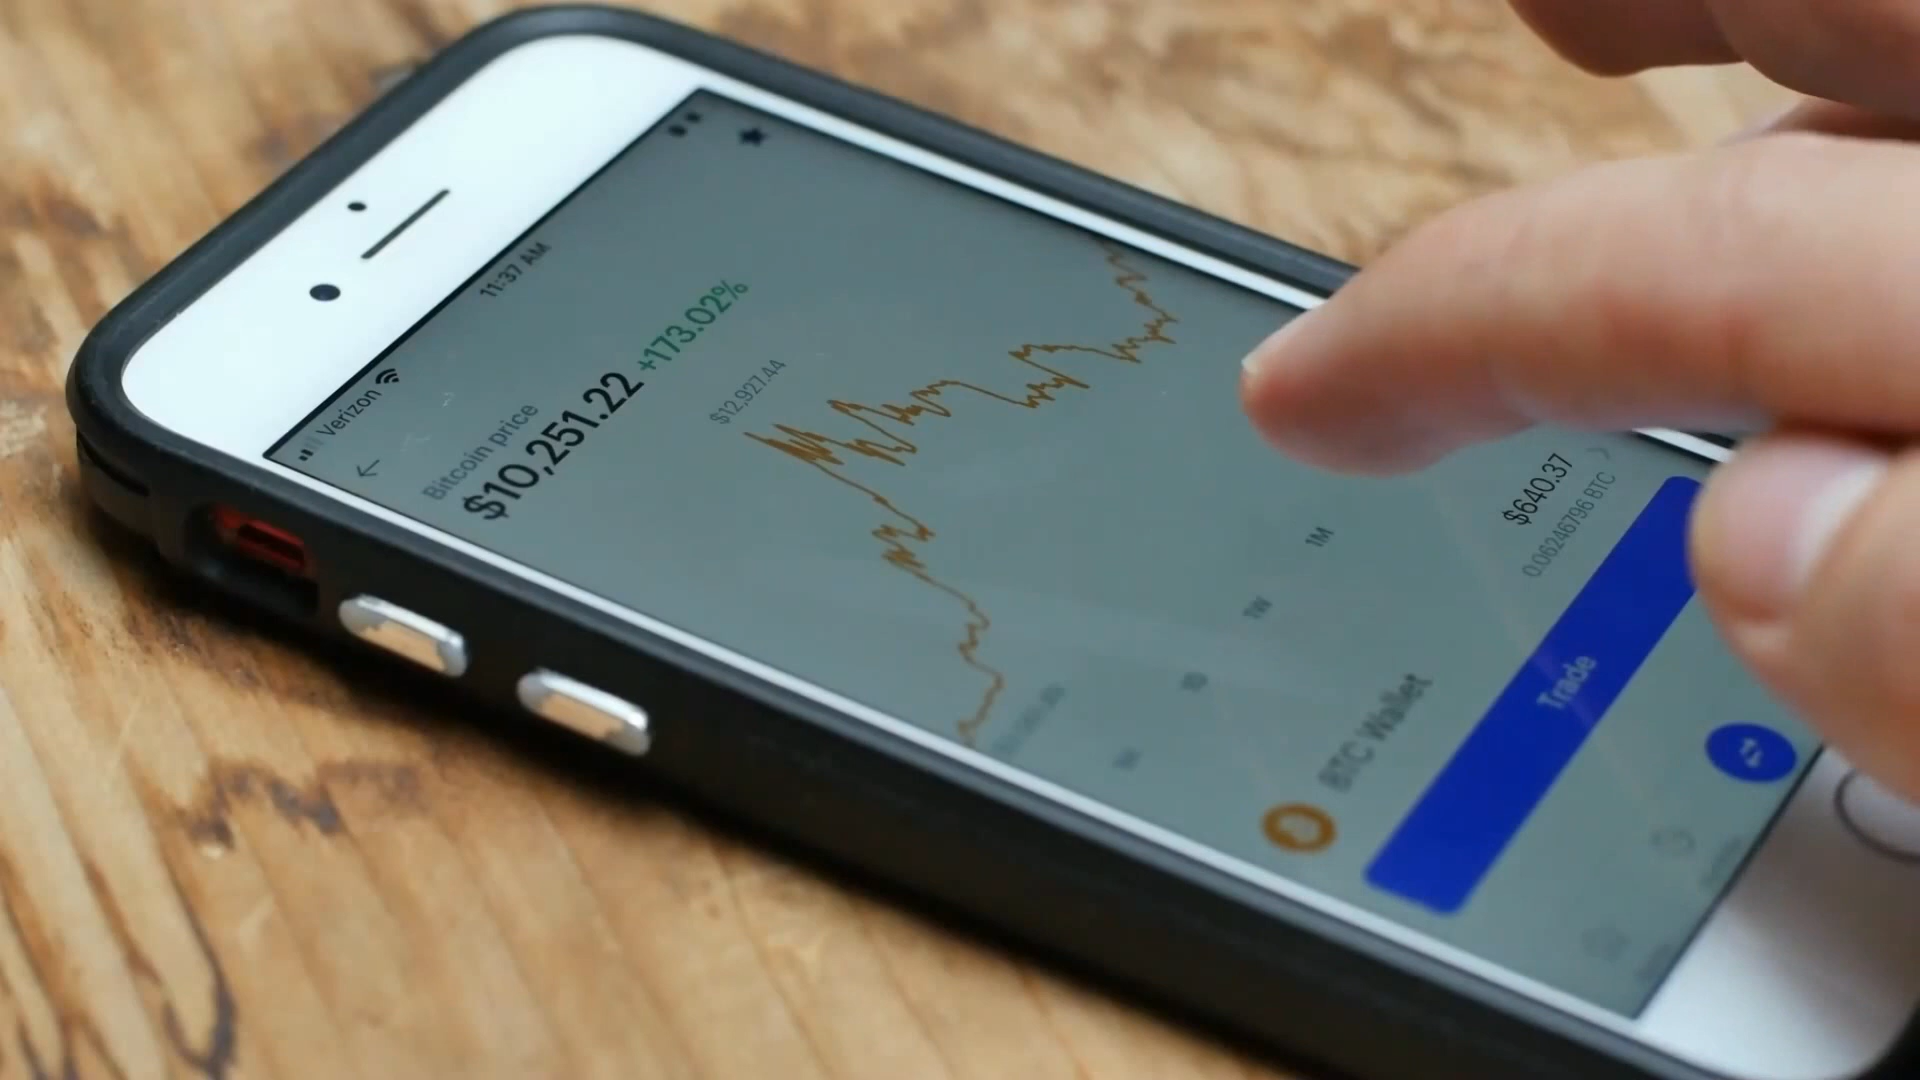 Verizon
11:37 AM
Bitcoin price
$10,251.22 +173.02%
$12,927.44
1W
1M
BTC Wallet
$640.37
0.06246796 BTC
Trade